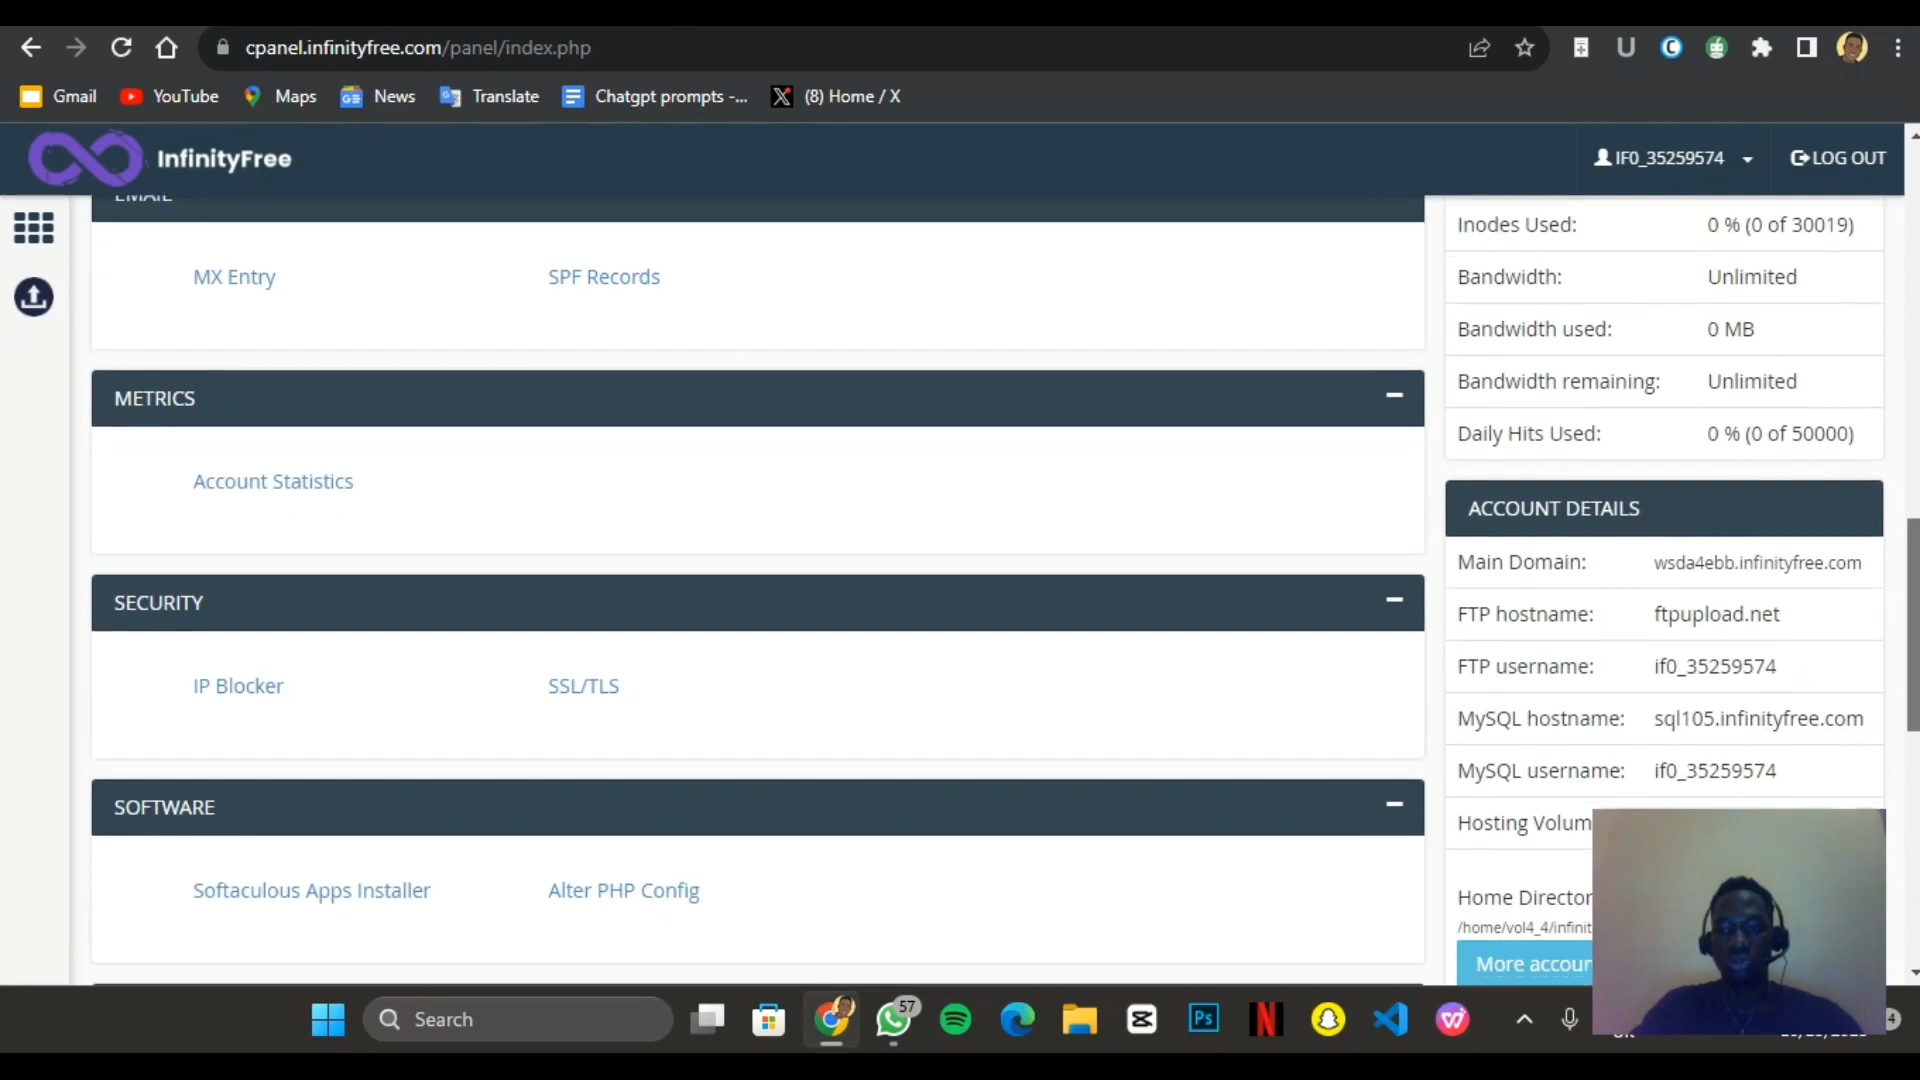 cpanel.infinityfree.com/panel/index.php
Gmail
YouTube
Maps
News
Translate
Chatgpt prompts -...
(8) Home / X
InfinityFree
IF0_35259574
LOG OUT
EMAIL
MX Entry
SPF Records
METRICS
Account Statistics
SECURITY
IP Blocker
SSL/TLS
SOFTWARE
Softaculous Apps Installer
Alter PHP Config
Inodes Used: 0 % (0 of 30019)
Bandwidth: Unlimited
Bandwidth used: 0 MB
Bandwidth remaining: Unlimited
Daily Hits Used: 0 % (0 of 50000)
ACCOUNT DETAILS
Main Domain: wsda4ebb.infinityfree.com
FTP hostname: ftpupload.net
FTP username: if0_35259574
MySQL hostname: sql105.infinityfree.com
MySQL username: if0_35259574
Hosting Volum
Home Director
/home/vol4_4/infinit
More accour
Search
57
Ps
4